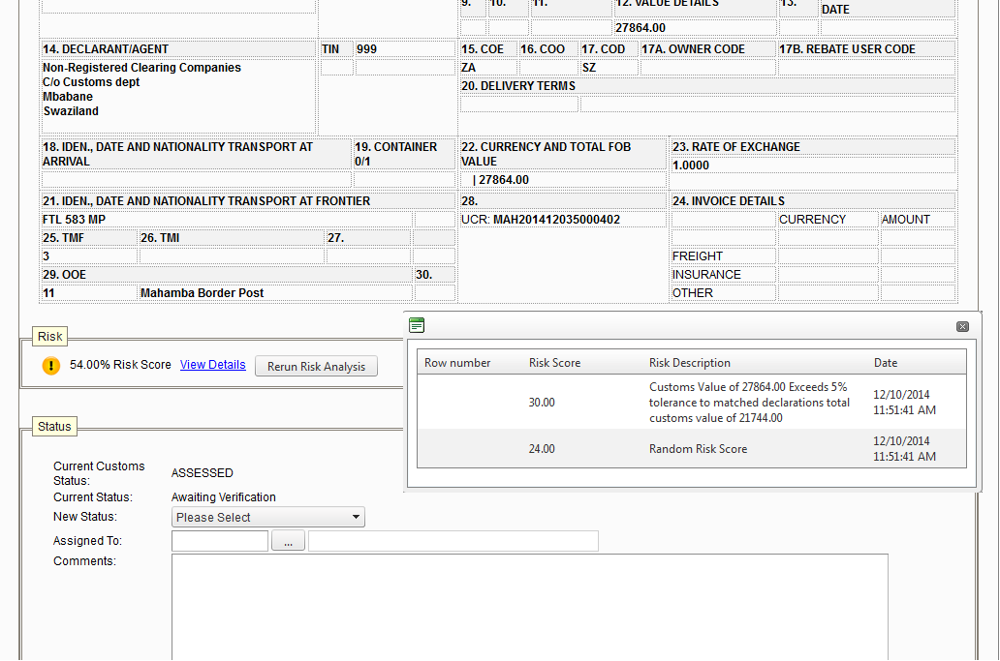 9. 10. 11. 12. VALUE DETAILS 13.
DATE
27864.00
14. DECLARANT/AGENT TIN 999 15. COE 16. COO 17. COD 17A. OWNER CODE 17B. REBATE USER CODE
Non-Registered Clearing Companies ZA SZ
C/o Customs dept
20. DELIVERY TERMS
Mbabane
Swaziland
18. IDEN., DATE AND NATIONALITY TRANSPORT AT
ARRIVAL
19. CONTAINER
0/1
22. CURRENCY AND TOTAL FOB
VALUE
23. RATE OF EXCHANGE
1.0000
| 27864.00
21. IDEN., DATE AND NATIONALITY TRANSPORT AT FRONTIER 28. 24. INVOICE DETAILS
FTL 583 MP UCR: MAH201412035000402 CURRENCY AMOUNT
25. TMF 26. TMI 27.
3 FREIGHT
29. OOE 30. INSURANCE
11 Mahamba Border Post OTHER
Risk
! 54.00% Risk Score View Details Rerun Risk Analysis
Row number Risk Score Risk Description Date
30.00
Customs Value of 27864.00 Exceeds 5%
tolerance to matched declarations total
customs value of 21744.00
12/10/2014
11:51:41 AM
24.00 Random Risk Score
12/10/2014
11:51:41 AM
Status
Current Customs
Status:
ASSESSED
Current Status: Awaiting Verification
New Status: Please Select
Assigned To: ...
Comments: